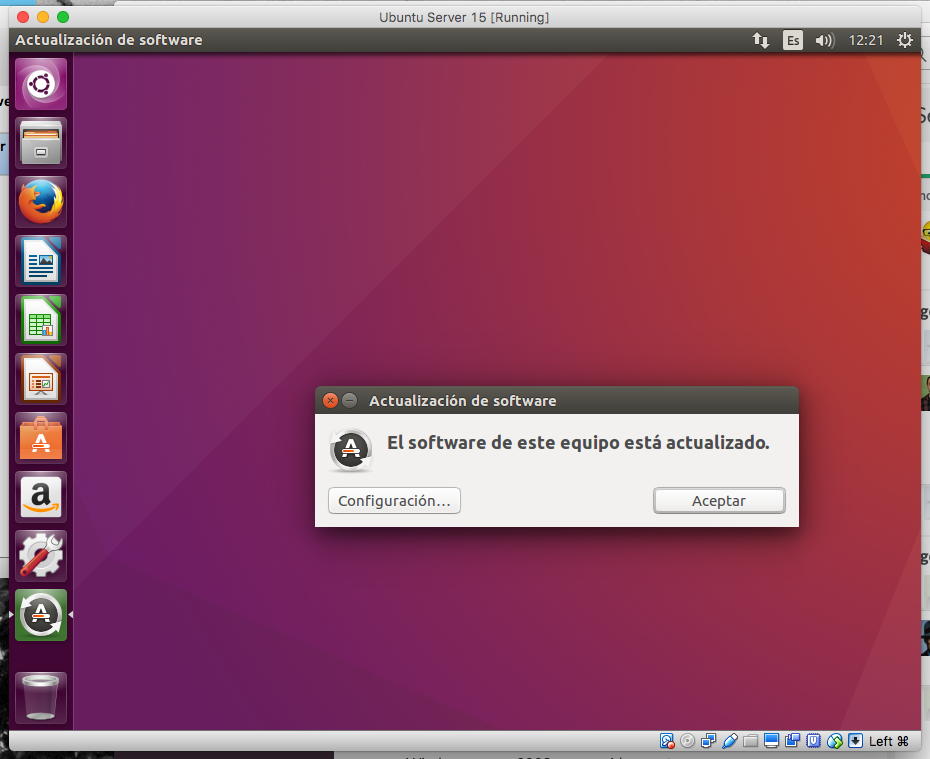 Ubuntu Server 15 [Running]
Actualización de software
Es
12:21
Actualización de software
El software de este equipo está actualizado.
Configuración...
Aceptar
Left ⌘